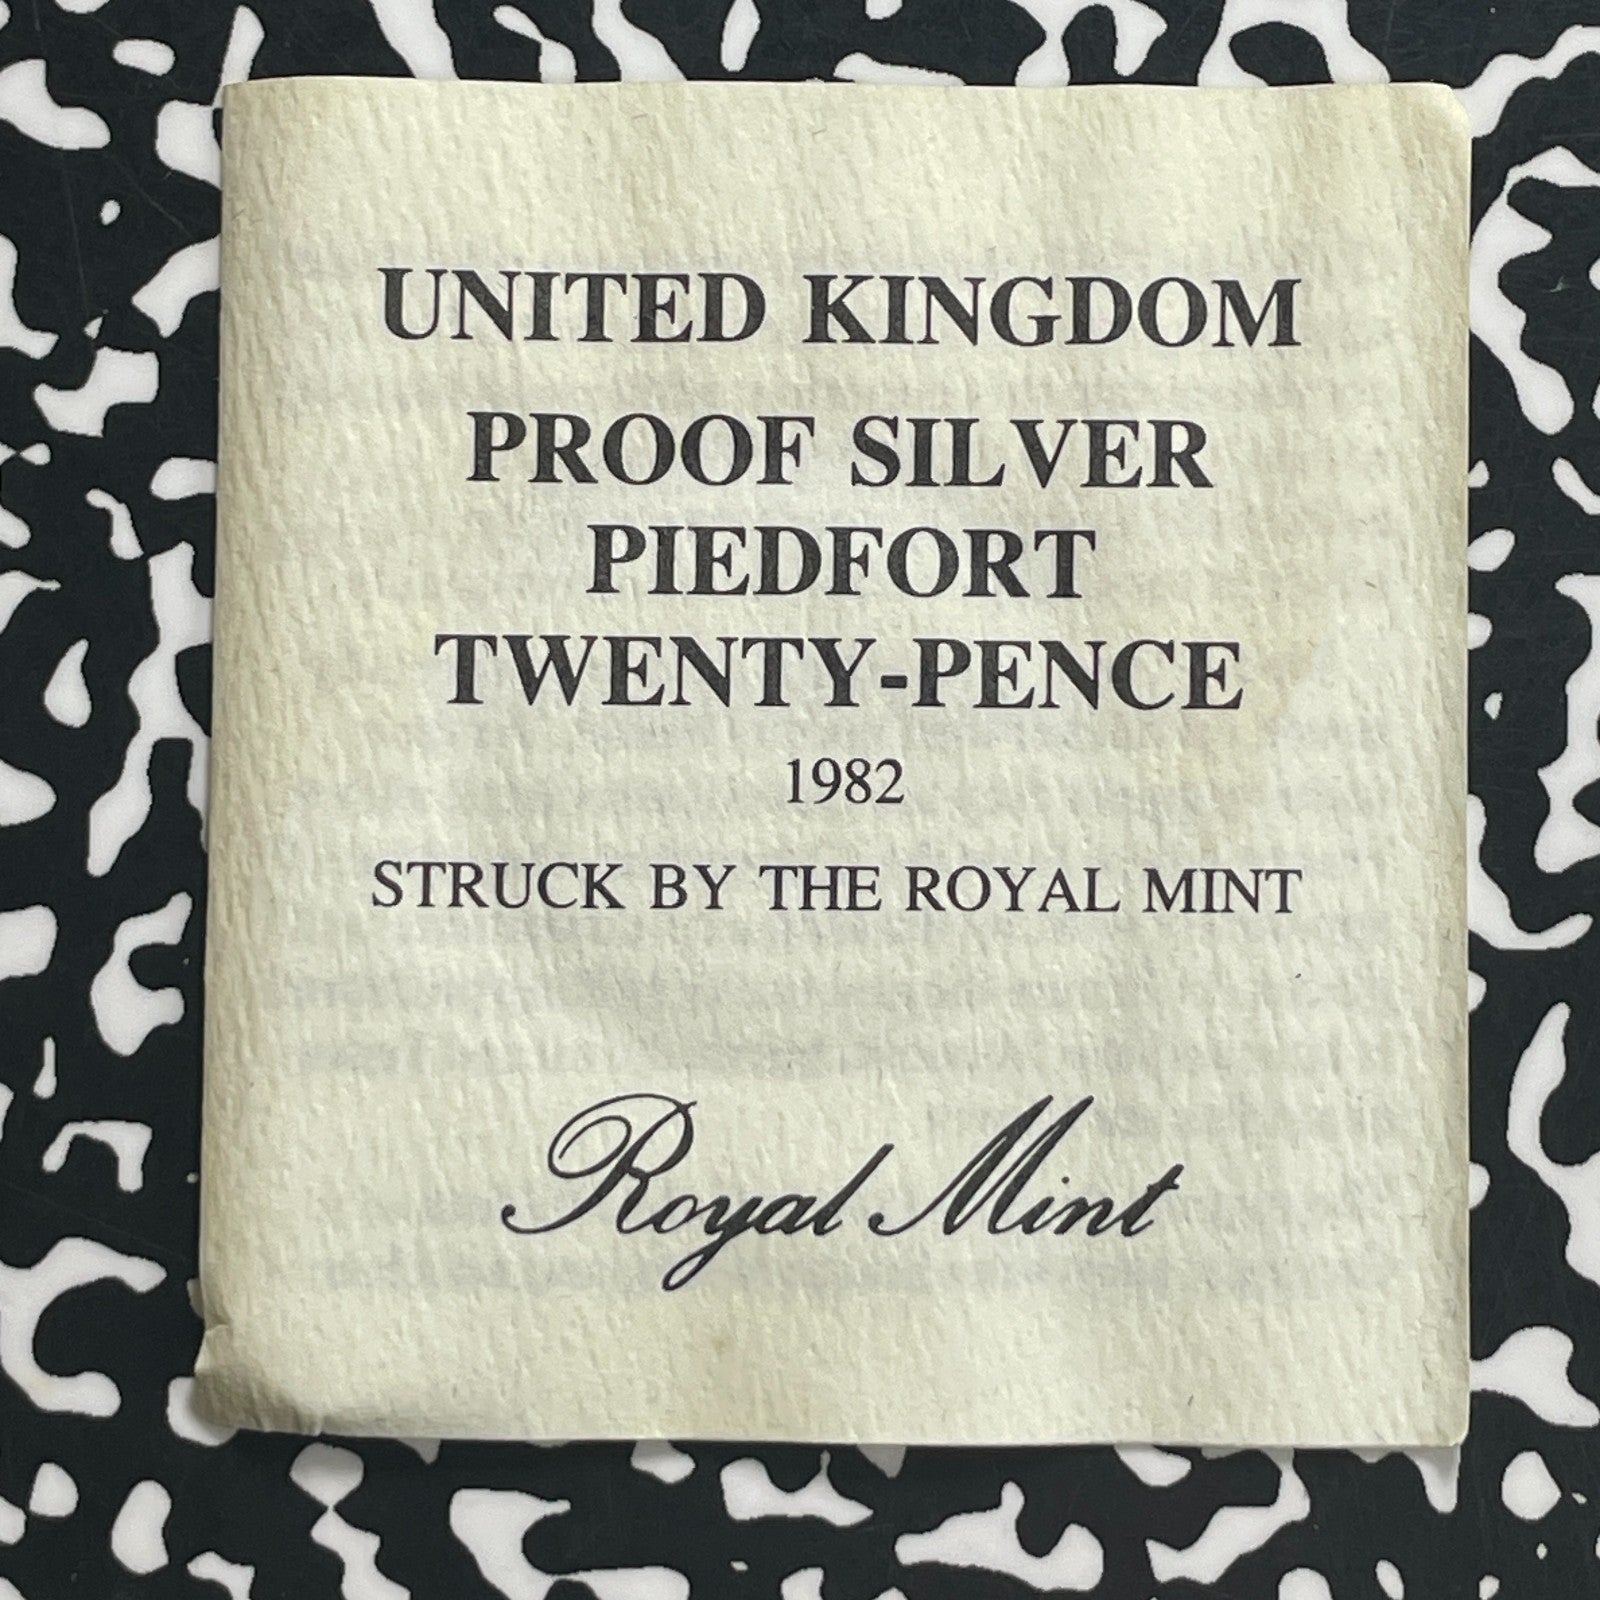 UNITED KINGDOM
PROOF SILVER
PIEDFORT
TWENTY-PENCE
1982
STRUCK BY THE ROYAL MINT
Royal Mint